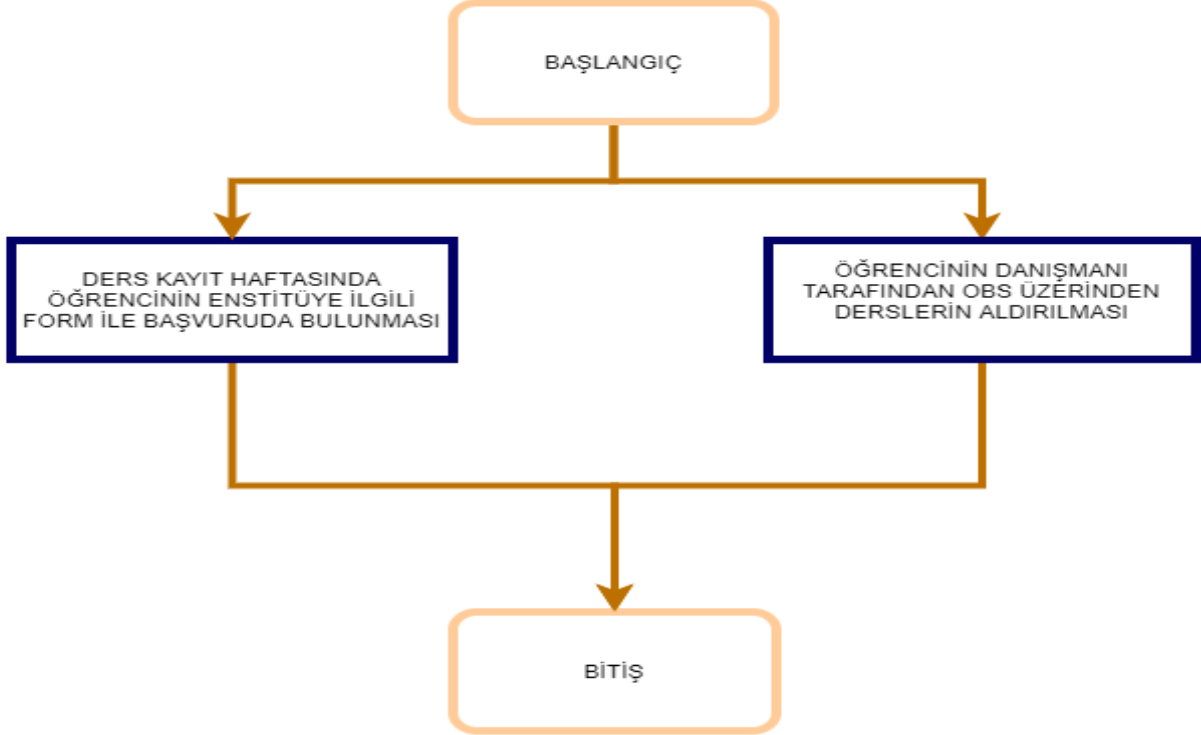 BAŞLANGIÇ
DERS KAYIT HAFTASINDA
ÖĞRENCİNİN ENSTİTÜYE İLGİLİ
FORM İLE BAŞVURUDA BULUNMASI
ÖĞRENCİNİN DANIŞMANI
TARAFINDAN OBS ÜZERİNDEN
DERSLERİN ALDIRILMASI
BİTİŞ